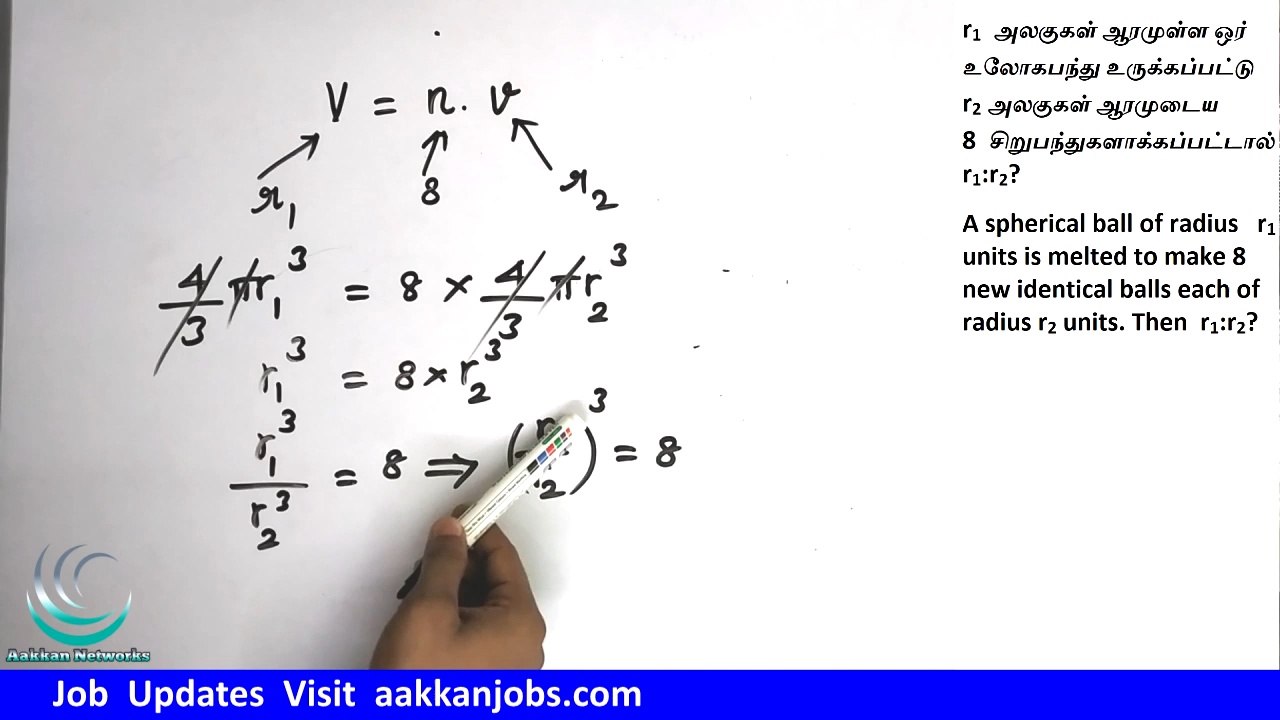 V = n. v
r1 8 r2
4/3 πr1³ = 8 × 4/3 πr2³
r1³ = 8 × r2³
r1³/r2³ = 8 ⇒ ( r /2 )³ = 8
r1 அலகுகள் ஆரமுள்ள ஒர்
உலோகபந்து உருக்கப்பட்டு
r2 அலகுகள் ஆரமுடைய
8 சிறுபந்துகளாக்கப்பட்டால்
r1:r2?
A spherical ball of radius r1
units is melted to make 8
new identical balls each of
radius r2 units. Then r1:r2?
Aakkan Networks
Job Updates Visit aakkanjobs.com